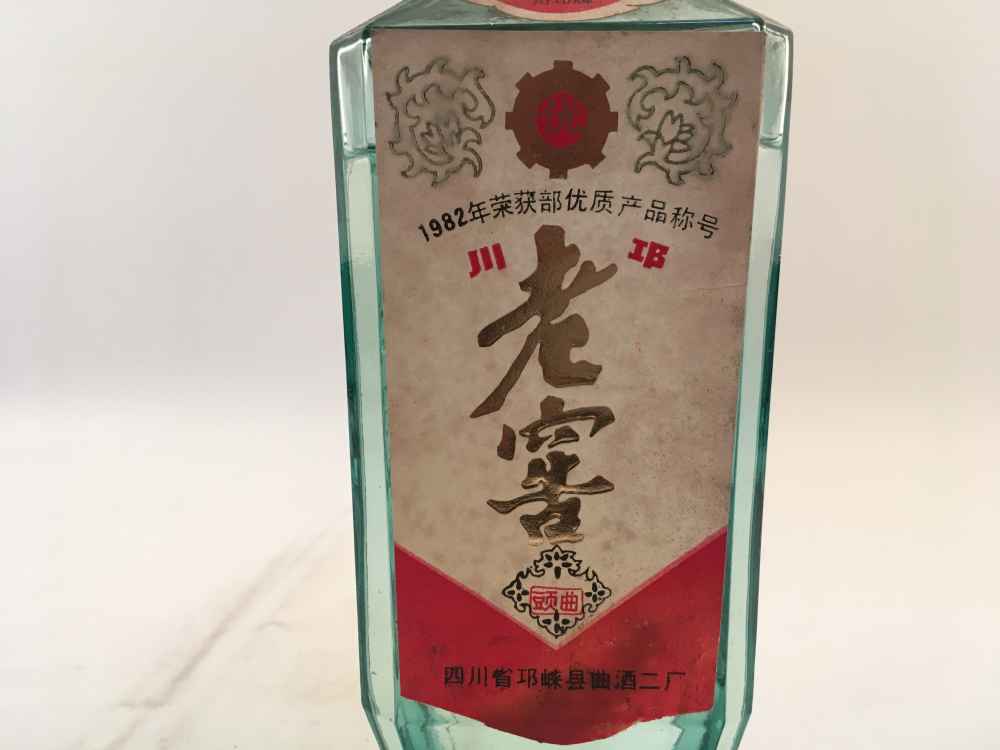 优
1982年荣获部优质产品称号
川 邛
老窖
头曲
四川省邛崃县曲酒二厂